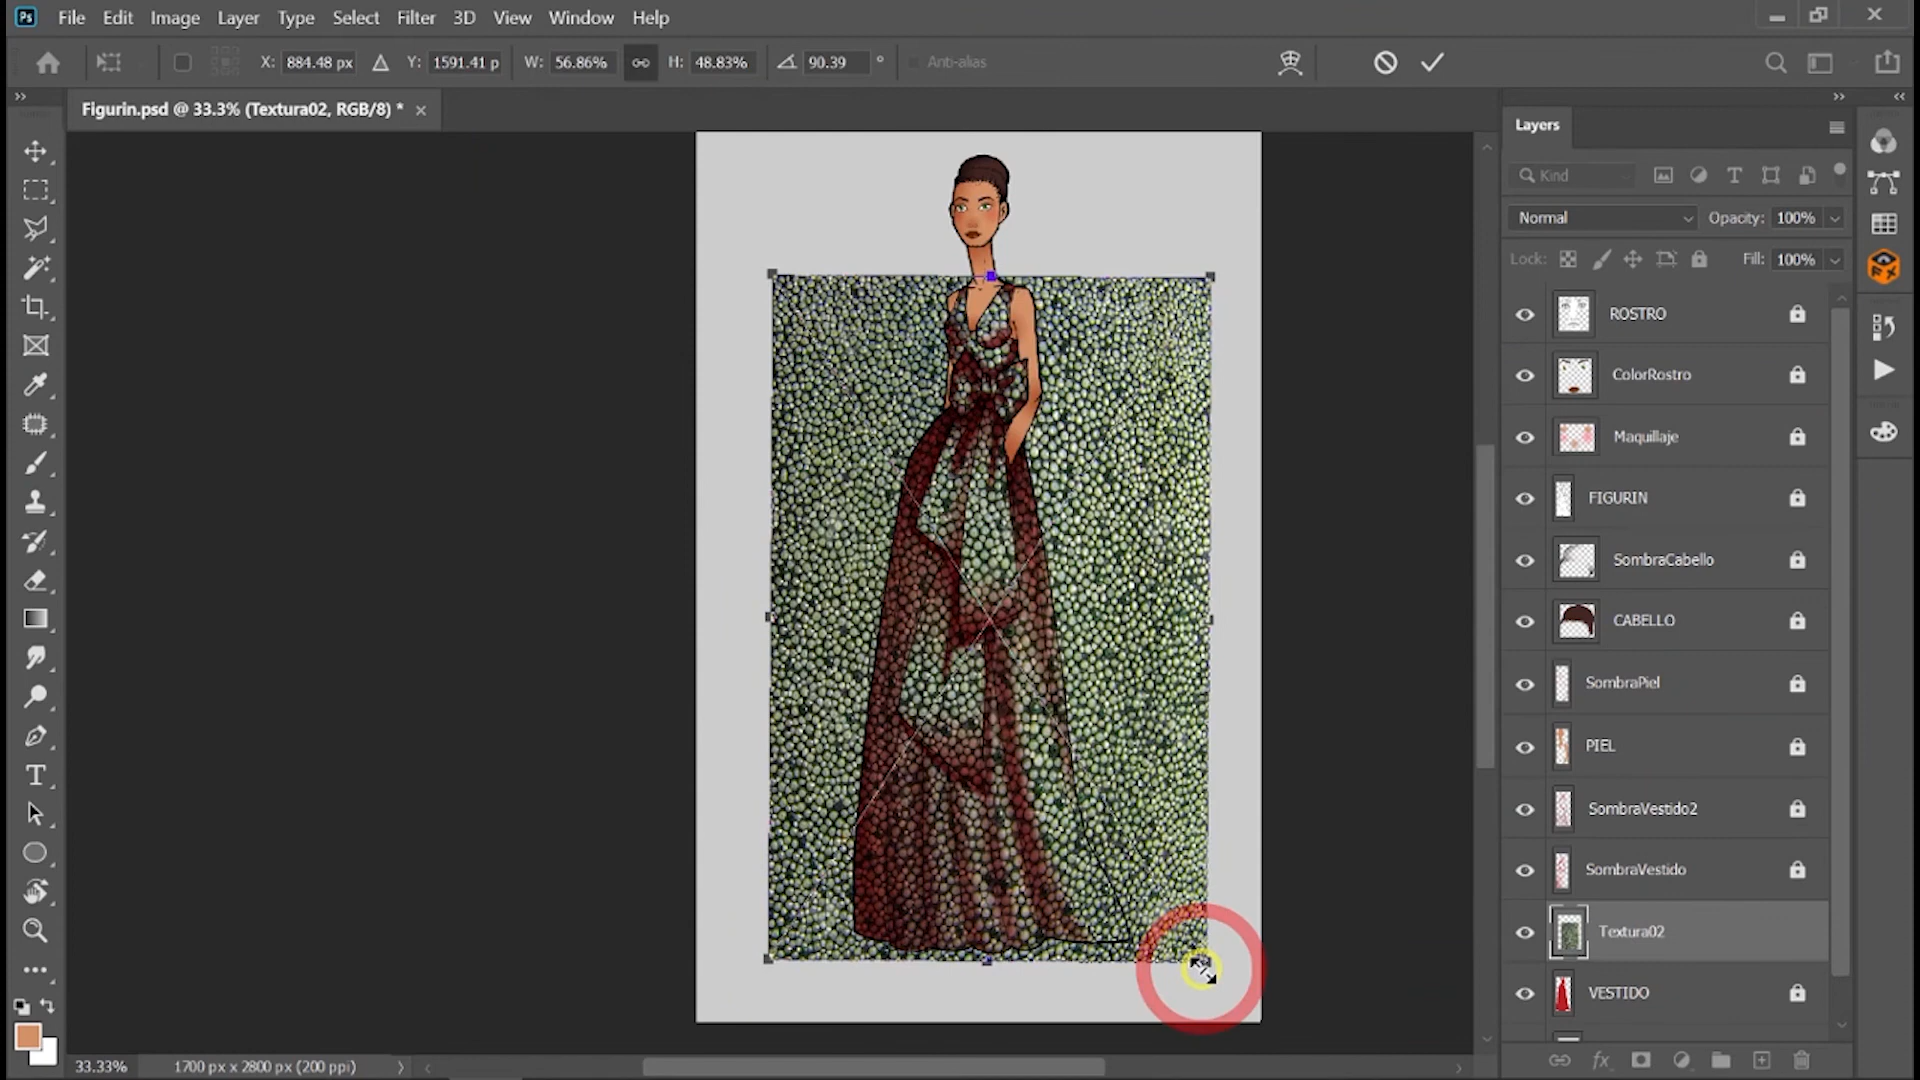 Ps File Edit Image Layer Type Select Filter 3D View Window Help
X: 884.48 px Y: 1591.41 p W: 56.86% H: 48.83% 90.39 ° Anti-alias
Figurin.psd @ 33.3% (Textura02, RGB/8) *
Layers
Kind
Normal Opacity: 100%
Lock: Fill: 100%
ROSTRO
ColorRostro
Maquillaje
FIGURIN
SombraCabello
CABELLO
SombraPiel
PIEL
SombraVestido2
SombraVestido
Textura02
VESTIDO
fx
33.33% 1700 px x 2800 px (200 ppi)